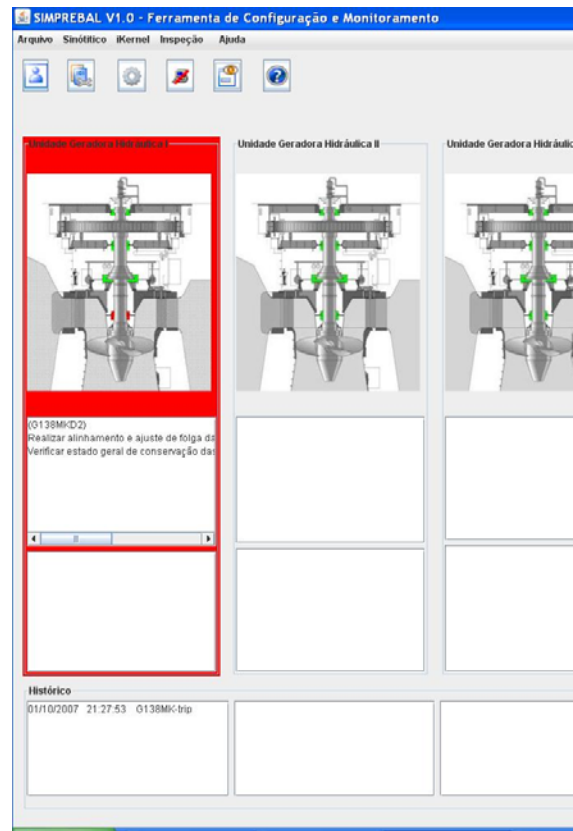 SIMPREBAL V1.0 - Ferramenta de Configuração e Monitoramento
Arquivo Sinótitico iKernel Inspeção Ajuda
Unidade Geradora Hidráulica I
Unidade Geradora Hidráulica II
Unidade Geradora Hidráulic
(G138MKD2)
Realizar alinhamento e ajuste de folga da
Verificar estado geral de conservação das
Histórico
01/10/2007 21:27:53 G138MK-trip